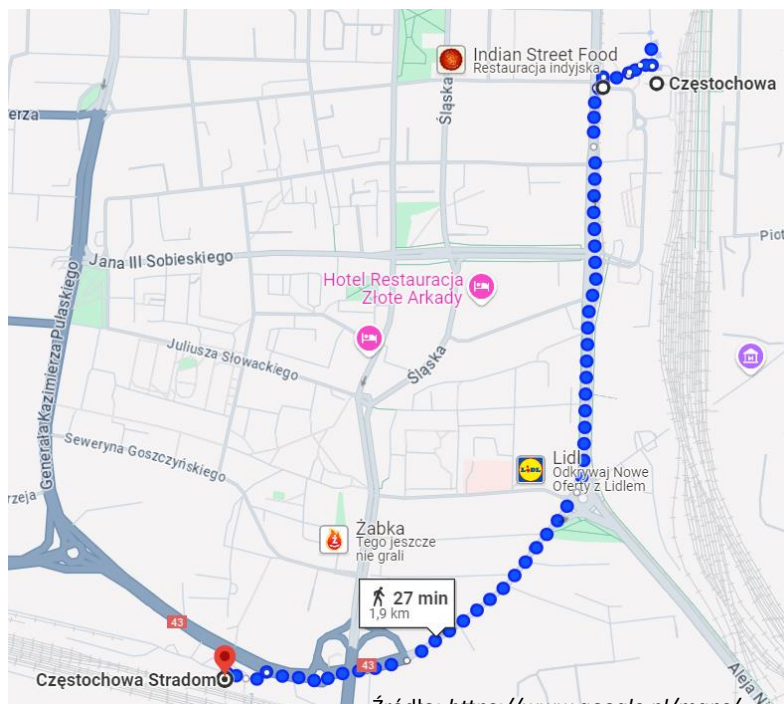 Indian Street Food
Restauracja indyjska
Częstochowa
Śląska
erza
Jana III Sobieskiego
Piot
Hotel Restauracja
Złote Arkady
Generała Kazimierza Pułaskiego
Juliusza Słowackiego
Śląska
Seweryna Goszczyńskiego
Lidl
Odkrywaj Nowe
Oferty z Lidlem
LIDL
rzeja
Żabka
Tego jeszcze
nie grali
27 min
1,9 km
43
43
Częstochowa Stradom
Aleja N